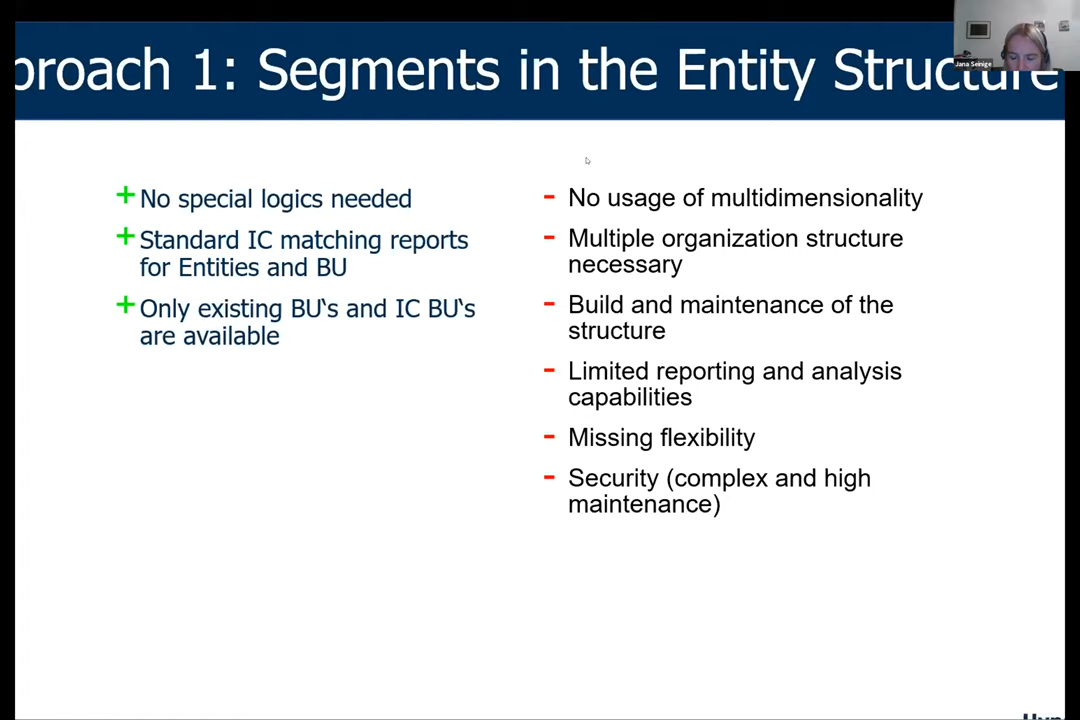 proach 1: Segments in the Entity Structure
Jana Seinige
+ No special logics needed
+ Standard IC matching reports
for Entities and BU
+ Only existing BU‘s and IC BU‘s
are available
- No usage of multidimensionality
- Multiple organization structure
necessary
- Build and maintenance of the
structure
- Limited reporting and analysis
capabilities
- Missing flexibility
- Security (complex and high
maintenance)